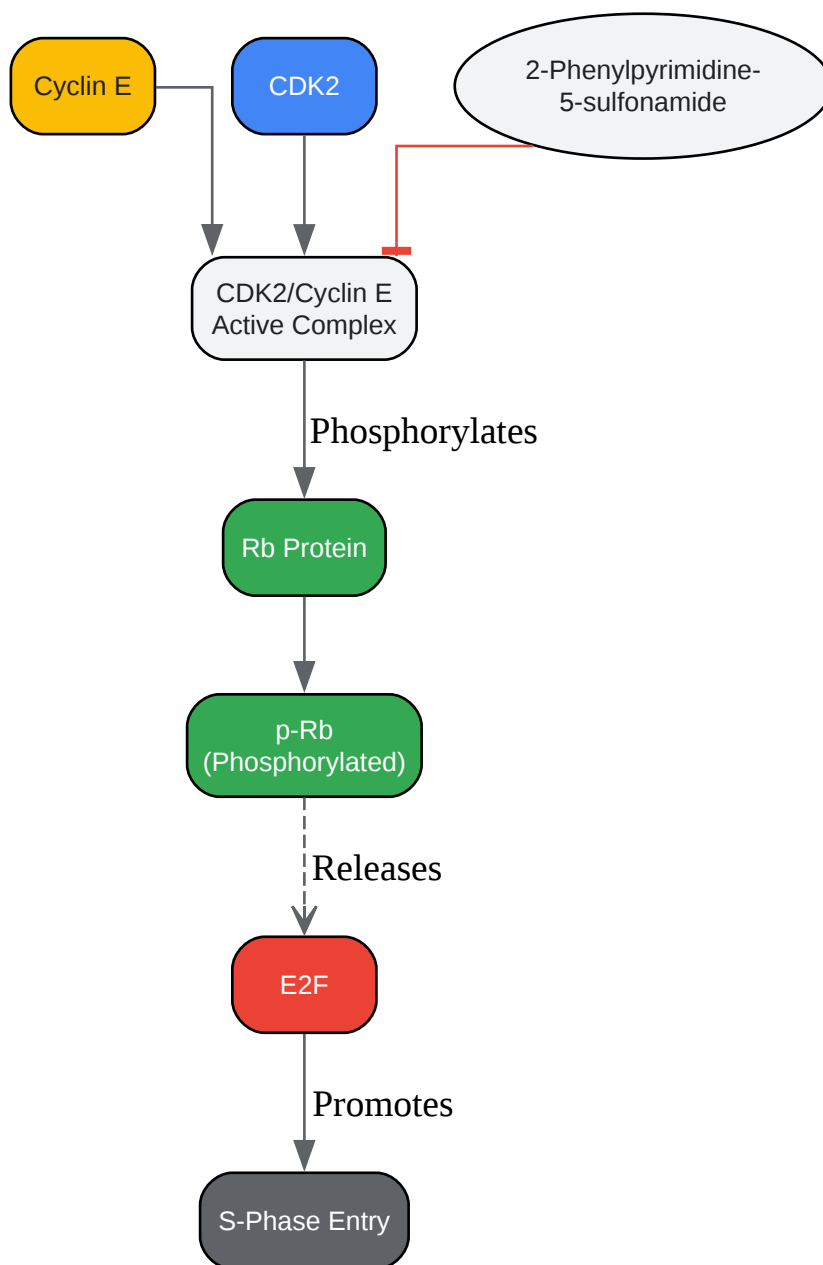 Cyclin E
CDK2
2-Phenylpyrimidine-
5-sulfonamide
CDK2/Cyclin E
Active Complex
Phosphorylates
Rb Protein
p-Rb
(Phosphorylated)
Releases
E2F
Promotes
S-Phase Entry